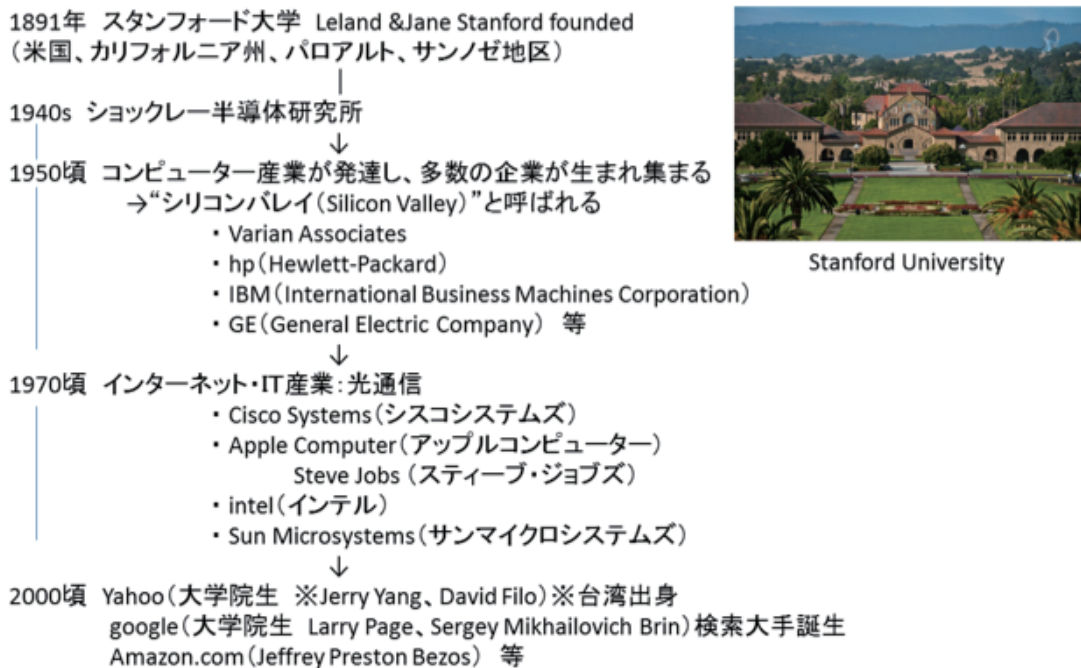 1891年 スタンフォード大学 Leland &Jane Stanford founded
(米国、カリフォルニア州、パロアルト、サンノゼ地区)
1940s ショックレー半導体研究所
↓
1950頃 コンピューター産業が発達し、多数の企業が生まれ集まる
→“シリコンバレイ(Silicon Valley)”と呼ばれる
・ Varian Associates
・ hp(Hewlett-Packard)
・ IBM(International Business Machines Corporation)
・ GE(General Electric Company) 等
↓
1970頃 インターネット・IT産業:光通信
・ Cisco Systems(シスコシステムズ)
・ Apple Computer(アップルコンピューター)
Steve Jobs (スティーブ・ジョブズ)
・ intel(インテル)
・ Sun Microsystems(サンマイクロシステムズ)
↓
2000頃 Yahoo(大学院生 ※Jerry Yang、David Filo)※台湾出身
google(大学院生 Larry Page、Sergey Mikhailovich Brin)検索大手誕生
Amazon.com(Jeffrey Preston Bezos) 等
Stanford University